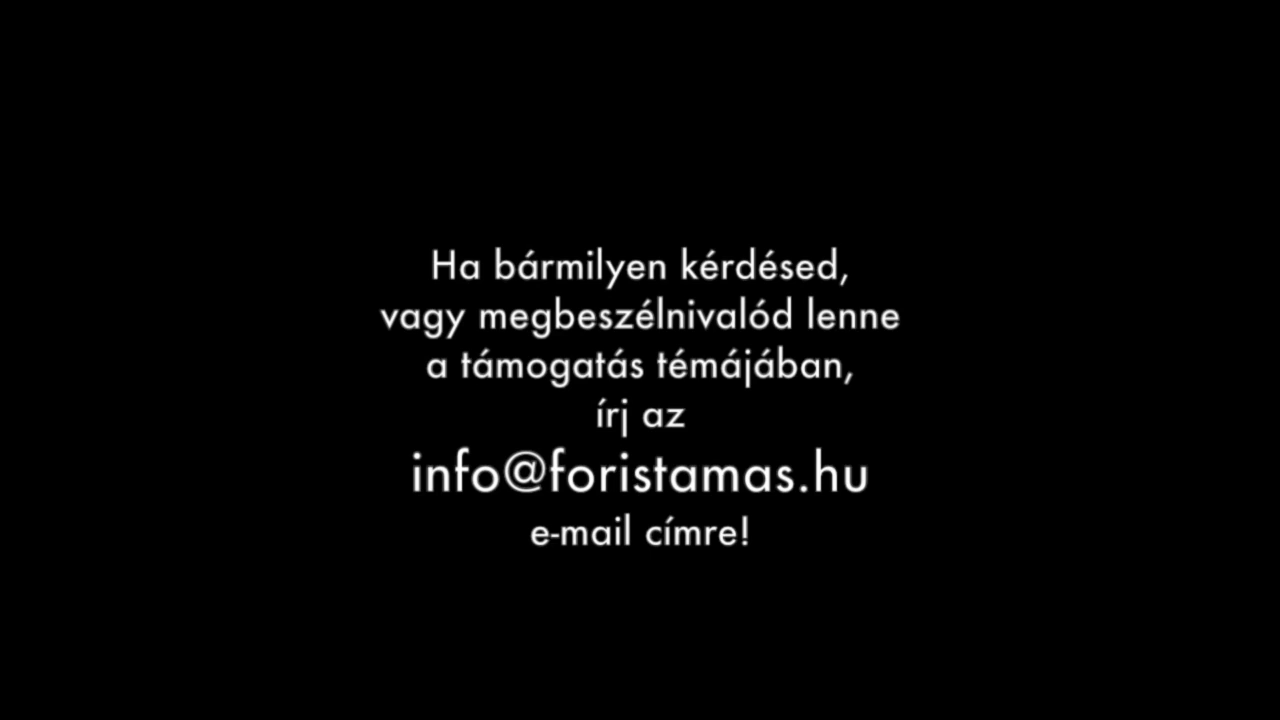 Ha bármilyen kérdésed,
vagy megbeszélnivalód lenne
a támogatás témájában,
írj az
info@foristamas.hu
e-mail címre!